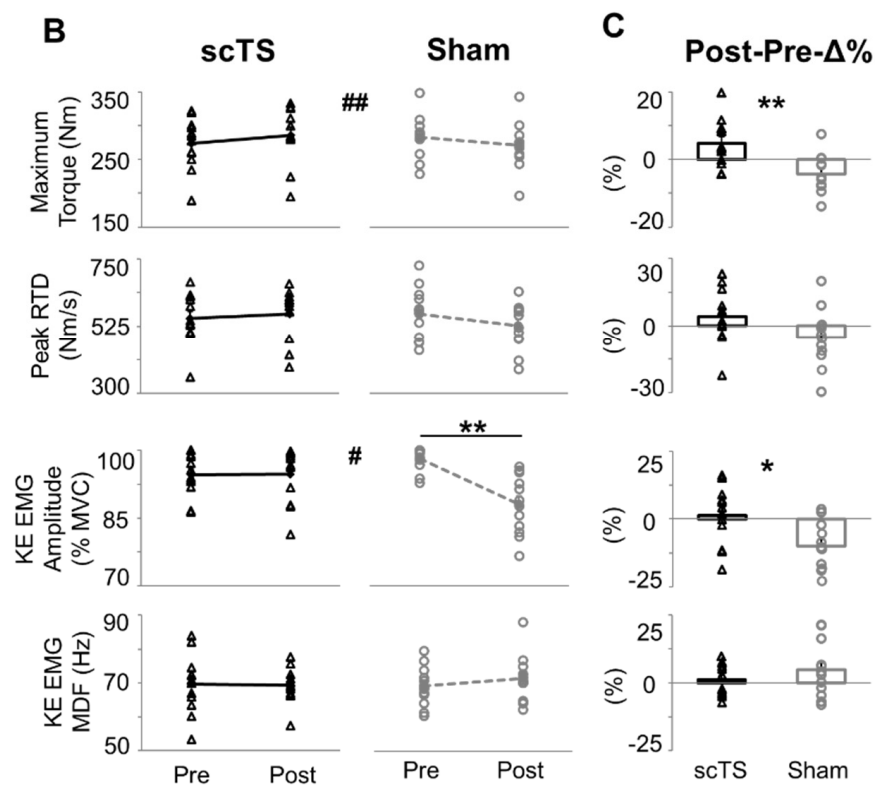 B
C
scTS
Sham
Post-Pre-Δ%
Maximum
Torque (Nm)
350
250
150
##
(%)
20
0
-20
**
Peak RTD
(Nm/s)
750
525
300
(%)
30
0
-30
KE EMG
Amplitude
(% MVC)
100
85
70
#
**
(%)
25
0
-25
*
KE EMG
MDF (Hz)
90
70
50
(%)
25
0
-25
Pre
Post
Pre
Post
scTS
Sham